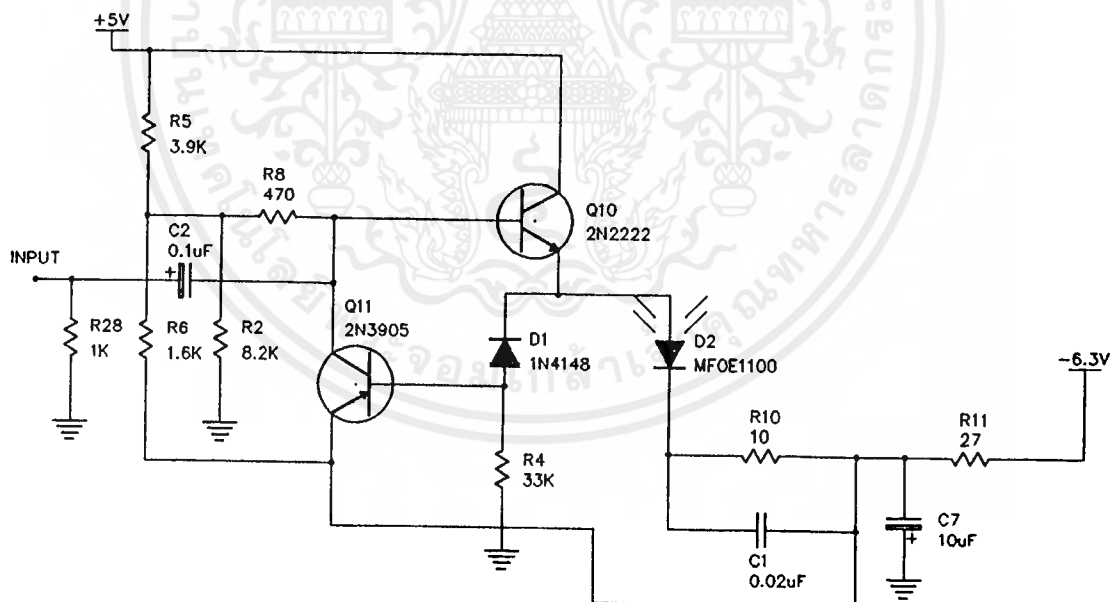 +5V
R5
3.9K
R8
470
Q10
2N2222
C2
0.1uF
INPUT
+
Q11
2N3905
R28
1K
R6
1.6K
R2
8.2K
D1
1N4148
D2
MFOE1100
-6.3V
R10
10
R11
27
R4
33K
C7
10uF
+
C1
0.02uF